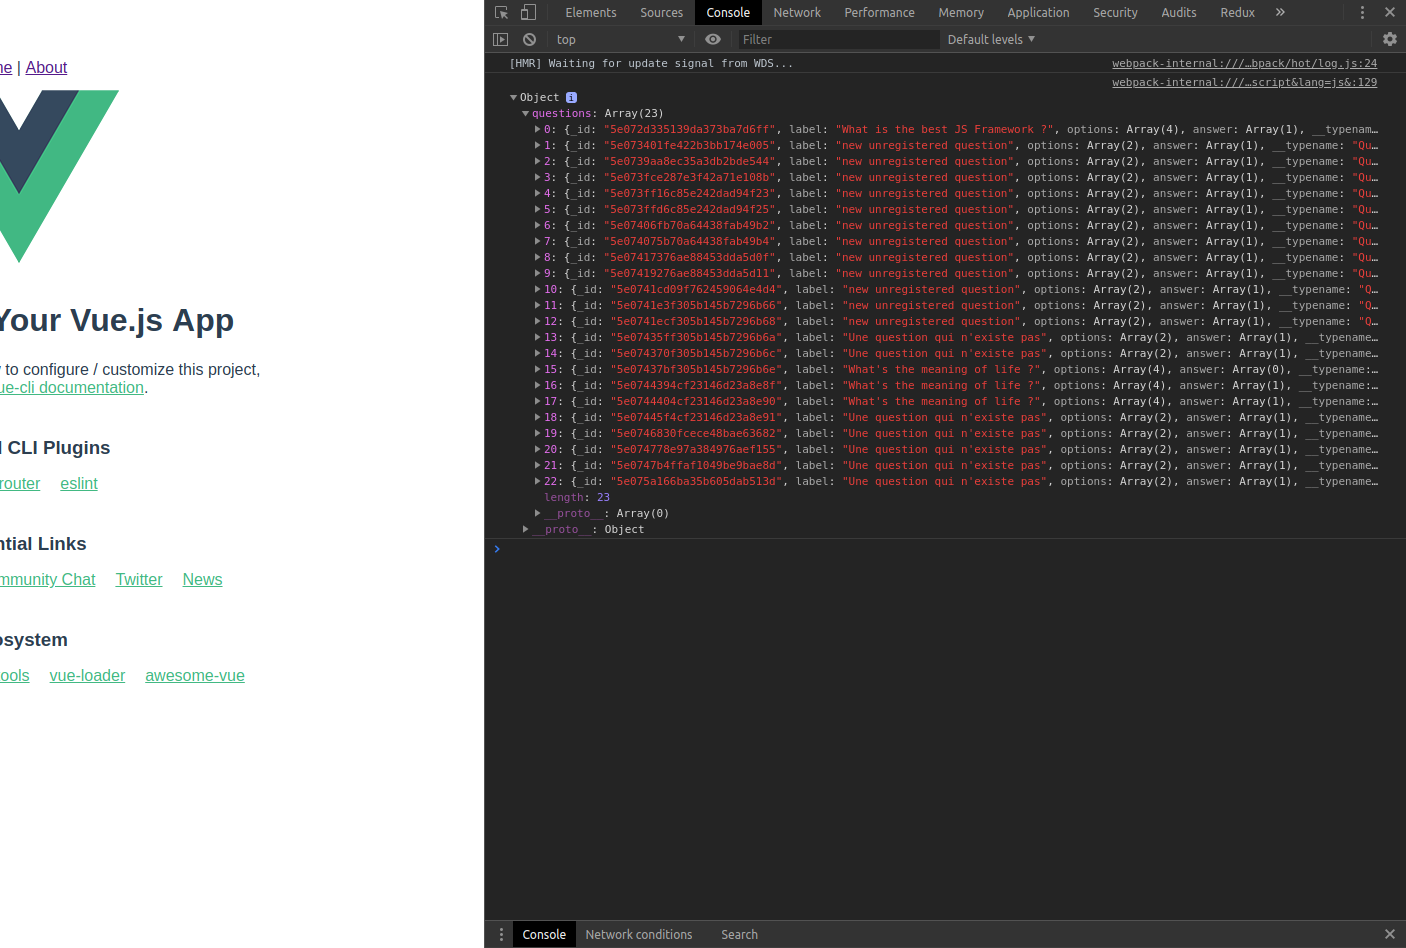 ne | About
Your Vue.js App
to configure / customize this project,
ue-cli documentation.
CLI Plugins
router eslint
ntial Links
mmunity Chat Twitter News
osystem
ools vue-loader awesome-vue
Elements Sources Console Network Performance Memory Application Security Audits Redux »
top Filter Default levels
[HMR] Waiting for update signal from WDS... webpack-internal:///…bpack/hot/log.js:24
webpack-internal:///…script&lang=js&:129
Object i
questions: Array(23)
0: {_id: "5e072d335139da373ba7d6ff", label: "What is the best JS Framework ?", options: Array(4), answer: Array(1), __typenam…
1: {_id: "5e073401fe422b3bb174e005", label: "new unregistered question", options: Array(2), answer: Array(1), __typename: "Qu…
2: {_id: "5e0739aa8ec35a3db2bde544", label: "new unregistered question", options: Array(2), answer: Array(1), __typename: "Qu…
3: {_id: "5e073fce287e3f42a71e108b", label: "new unregistered question", options: Array(2), answer: Array(1), __typename: "Qu…
4: {_id: "5e073ff16c85e242dad94f23", label: "new unregistered question", options: Array(2), answer: Array(1), __typename: "Qu…
5: {_id: "5e073ffd6c85e242dad94f25", label: "new unregistered question", options: Array(2), answer: Array(1), __typename: "Qu…
6: {_id: "5e07406fb70a64438fab49b2", label: "new unregistered question", options: Array(2), answer: Array(1), __typename: "Qu…
7: {_id: "5e074075b70a64438fab49b4", label: "new unregistered question", options: Array(2), answer: Array(1), __typename: "Qu…
8: {_id: "5e07417376ae88453dda5d0f", label: "new unregistered question", options: Array(2), answer: Array(1), __typename: "Qu…
9: {_id: "5e07419276ae88453dda5d11", label: "new unregistered question", options: Array(2), answer: Array(1), __typename: "Qu…
10: {_id: "5e0741cd09f762459064e4d4", label: "new unregistered question", options: Array(2), answer: Array(1), __typename: "Q…
11: {_id: "5e0741e3f305b145b7296b66", label: "new unregistered question", options: Array(2), answer: Array(1), __typename: "Q…
12: {_id: "5e0741ecf305b145b7296b68", label: "new unregistered question", options: Array(2), answer: Array(1), __typename: "Q…
13: {_id: "5e07435ff305b145b7296b6a", label: "Une question qui n'existe pas", options: Array(2), answer: Array(1), __typename…
14: {_id: "5e074370f305b145b7296b6c", label: "Une question qui n'existe pas", options: Array(2), answer: Array(1), __typename…
15: {_id: "5e07437bf305b145b7296b6e", label: "What's the meaning of life ?", options: Array(4), answer: Array(0), __typename:…
16: {_id: "5e0744394cf23146d23a8e8f", label: "What's the meaning of life ?", options: Array(4), answer: Array(1), __typename:…
17: {_id: "5e0744404cf23146d23a8e90", label: "What's the meaning of life ?", options: Array(4), answer: Array(1), __typename:…
18: {_id: "5e07445f4cf23146d23a8e91", label: "Une question qui n'existe pas", options: Array(2), answer: Array(1), __typename…
19: {_id: "5e0746830fcece48bae63682", label: "Une question qui n'existe pas", options: Array(2), answer: Array(1), __typename…
20: {_id: "5e074778e97a384976aef155", label: "Une question qui n'existe pas", options: Array(2), answer: Array(1), __typename…
21: {_id: "5e0747b4ffaf1049be9bae8d", label: "Une question qui n'existe pas", options: Array(2), answer: Array(1), __typename…
22: {_id: "5e075a166ba35b605dab513d", label: "Une question qui n'existe pas", options: Array(2), answer: Array(1), __typename…
length: 23
__proto__: Array(0)
__proto__: Object
Console Network conditions Search